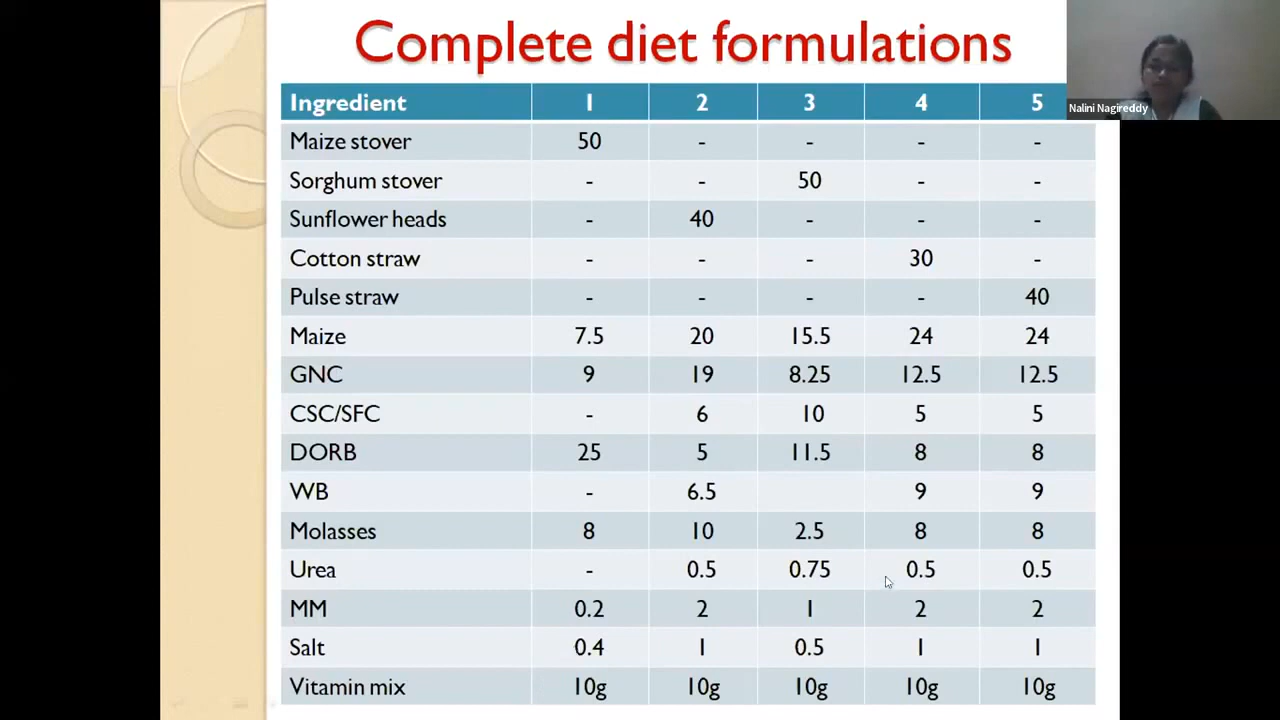 Complete diet formulations
Nalini Nagireddy
Ingredient 1 2 3 4 5
Maize stover 50 - - - -
Sorghum stover - - 50 - -
Sunflower heads - 40 - - -
Cotton straw - - - 30 -
Pulse straw - - - - 40
Maize 7.5 20 15.5 24 24
GNC 9 19 8.25 12.5 12.5
CSC/SFC - 6 10 5 5
DORB 25 5 11.5 8 8
WB - 6.5 9 9
Molasses 8 10 2.5 8 8
Urea - 0.5 0.75 0.5 0.5
MM 0.2 2 1 2 2
Salt 0.4 1 0.5 1 1
Vitamin mix 10g 10g 10g 10g 10g